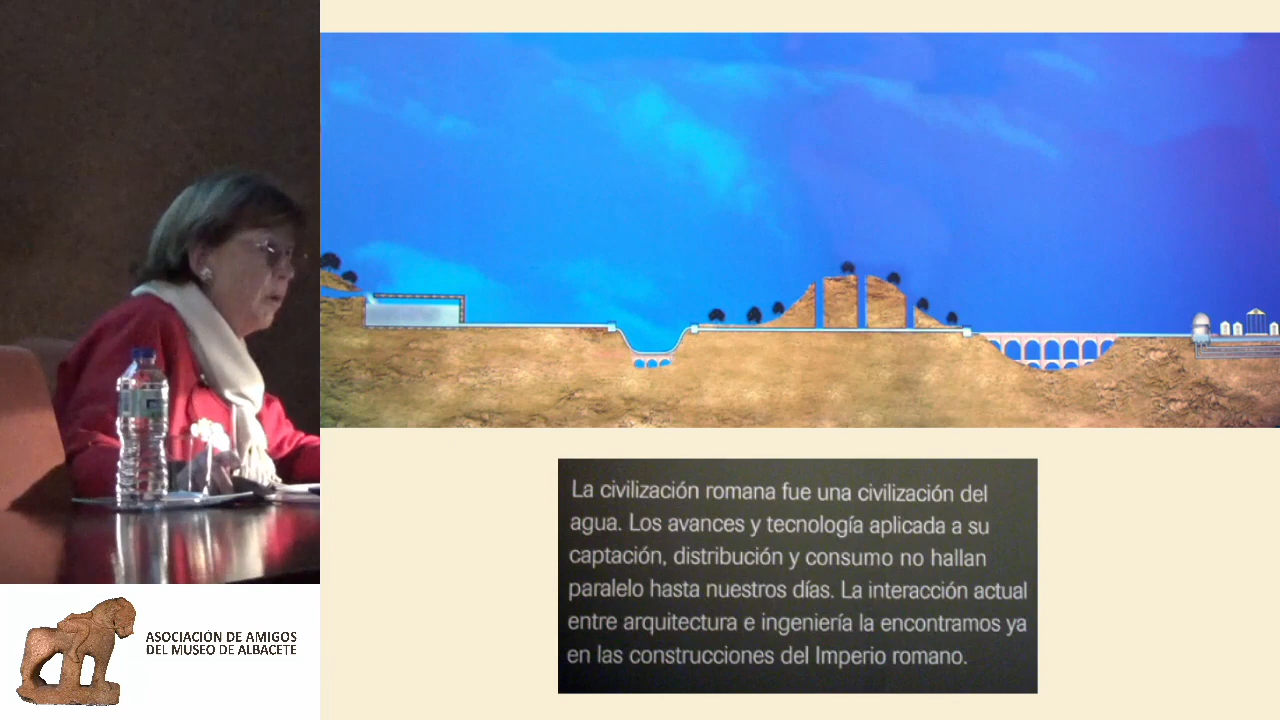 La civilización romana fue una civilización del
agua. Los avances y tecnología aplicada a su
captación, distribución y consumo no hallan
paralelo hasta nuestros días. La interacción actual
entre arquitectura e ingeniería la encontramos ya
en las construcciones del Imperio romano.
ASOCIACIÓN DE AMIGOS
DEL MUSEO DE ALBACETE